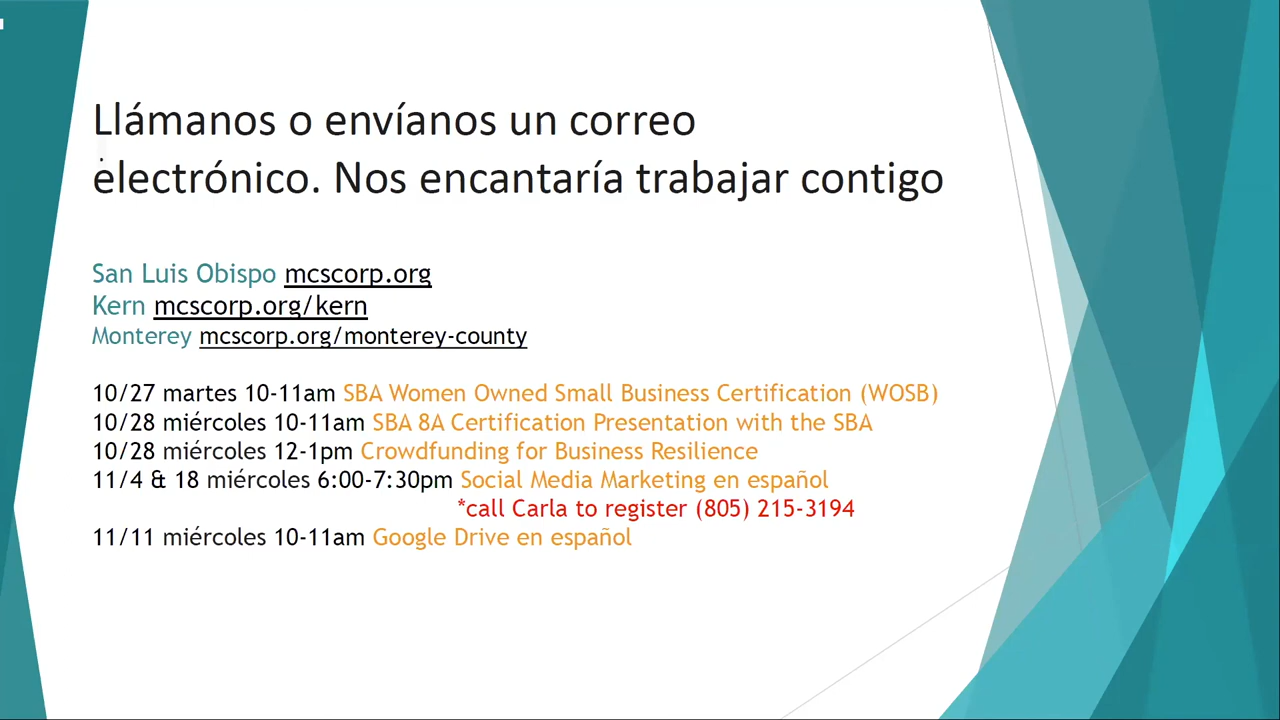 Llámanos o envíanos un correo
electrónico. Nos encantaría trabajar contigo
San Luis Obispo mcscorp.org
Kern mcscorp.org/kern
Monterey mcscorp.org/monterey-county
10/27 martes 10-11am SBA Women Owned Small Business Certification (WOSB)
10/28 miércoles 10-11am SBA 8A Certification Presentation with the SBA
10/28 miércoles 12-1pm Crowdfunding for Business Resilience
11/4 & 18 miércoles 6:00-7:30pm Social Media Marketing en español
*call Carla to register (805) 215-3194
11/11 miércoles 10-11am Google Drive en español